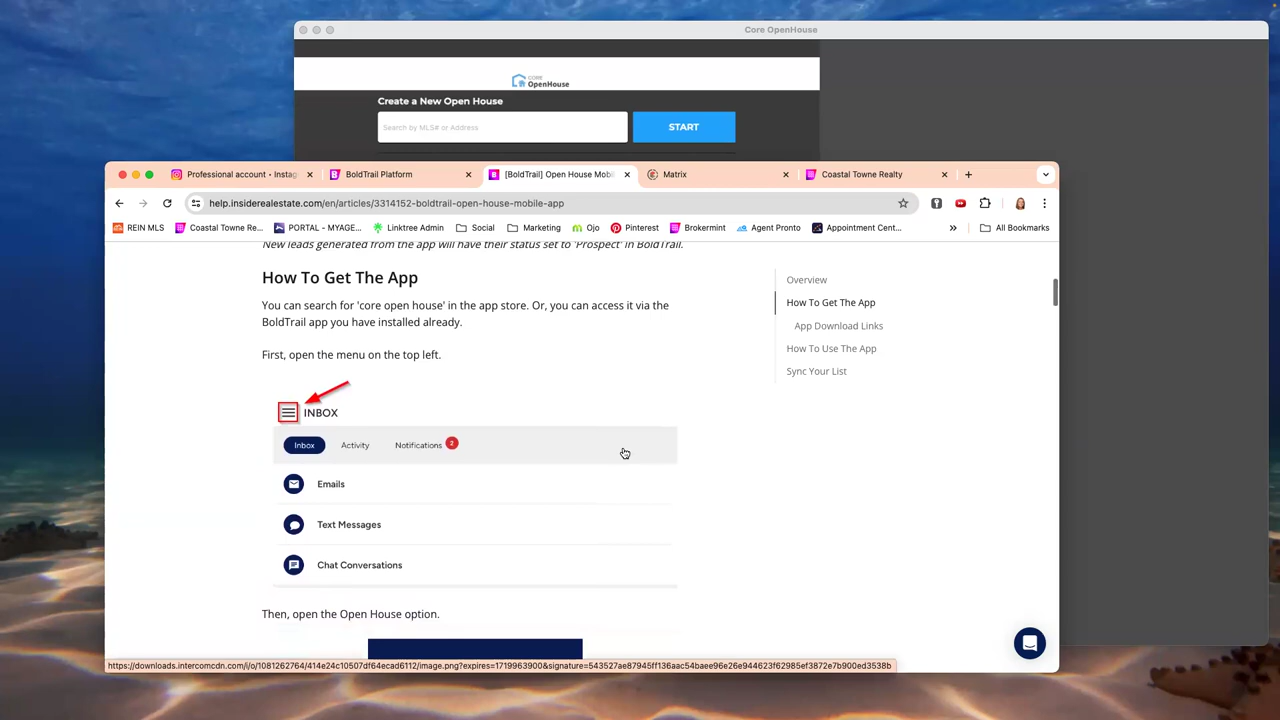 Core OpenHouse
CORE
OpenHouse
Create a New Open House
Search by MLS# or Address
START
Professional account • Instag
BoldTrail Platform
[BoldTrail] Open House Mobil
Matrix
Coastal Towne Realty
help.insiderealestate.com/en/articles/3314152-boldtrail-open-house-mobile-app
REIN MLS
Coastal Towne Re...
PORTAL - MYAGE...
Linktree Admin
Social
Marketing
Ojo
Pinterest
Brokermint
Agent Pronto
Appointment Cent...
All Bookmarks
New leads generated from the app will have their status set to 'Prospect' in BoldTrail.
How To Get The App
You can search for 'core open house' in the app store. Or, you can access it via the
BoldTrail app you have installed already.
First, open the menu on the top left.
INBOX
Inbox
Activity
Notifications
2
Emails
Text Messages
Chat Conversations
Then, open the Open House option.
Overview
How To Get The App
App Download Links
How To Use The App
Sync Your List
https://downloads.intercomcdn.com/i/o/1081262764/414e24c10507df64ecad6112/image.png?expires=1719963900&signature=543527ae87945ff136aac54baee96e26e944623f62985ef3872e7b900ed3538b